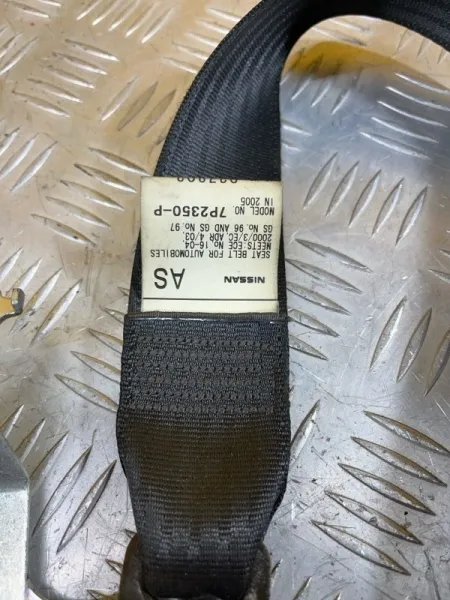 NISSAN
AS
SEAT BELT FOR AUTOMOBILES
MEETS: ECE No 16-04
2000/3/EC, ADR 4/03.
GS No. 96 AND GS No. 97
MODEL NO. 7P2350-P
IN 2005